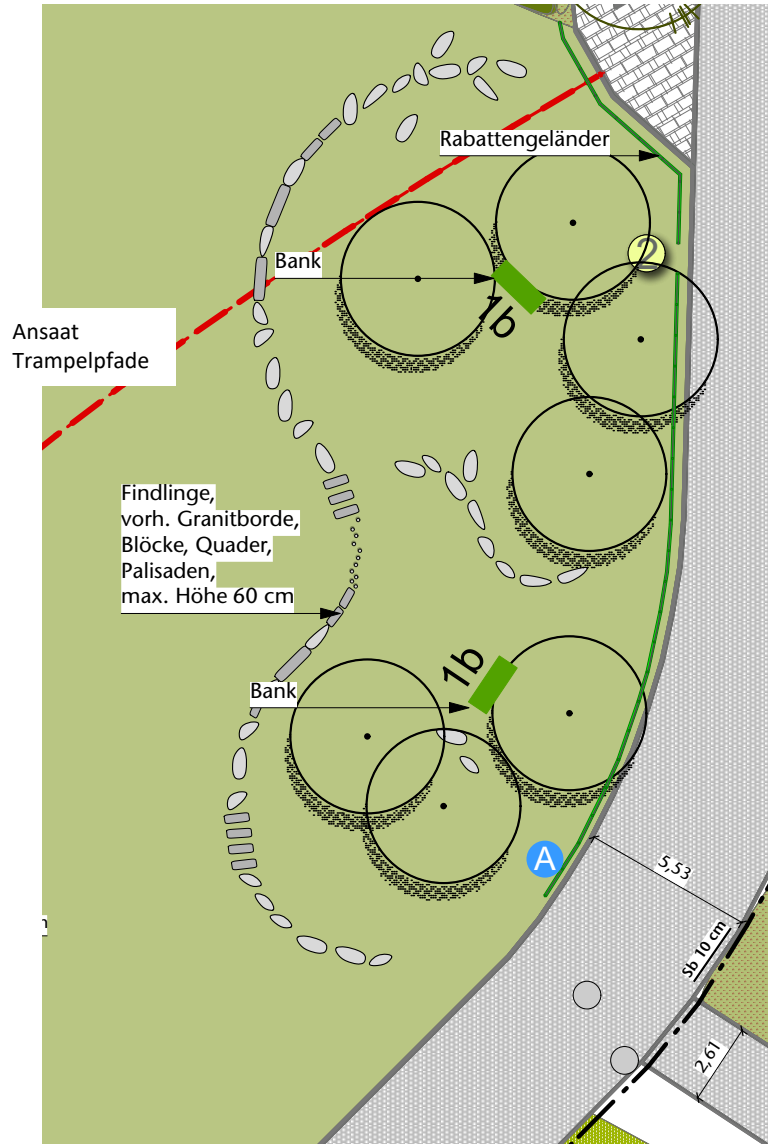 Rabattengeländer
2
Bank
1b
Ansaat
Trampelpfade
Findlinge,
vorh. Granitborde,
Blöcke, Quader,
Palisaden,
max. Höhe 60 cm
1b
Bank
A
5,53
Sb 10 cm
2,61